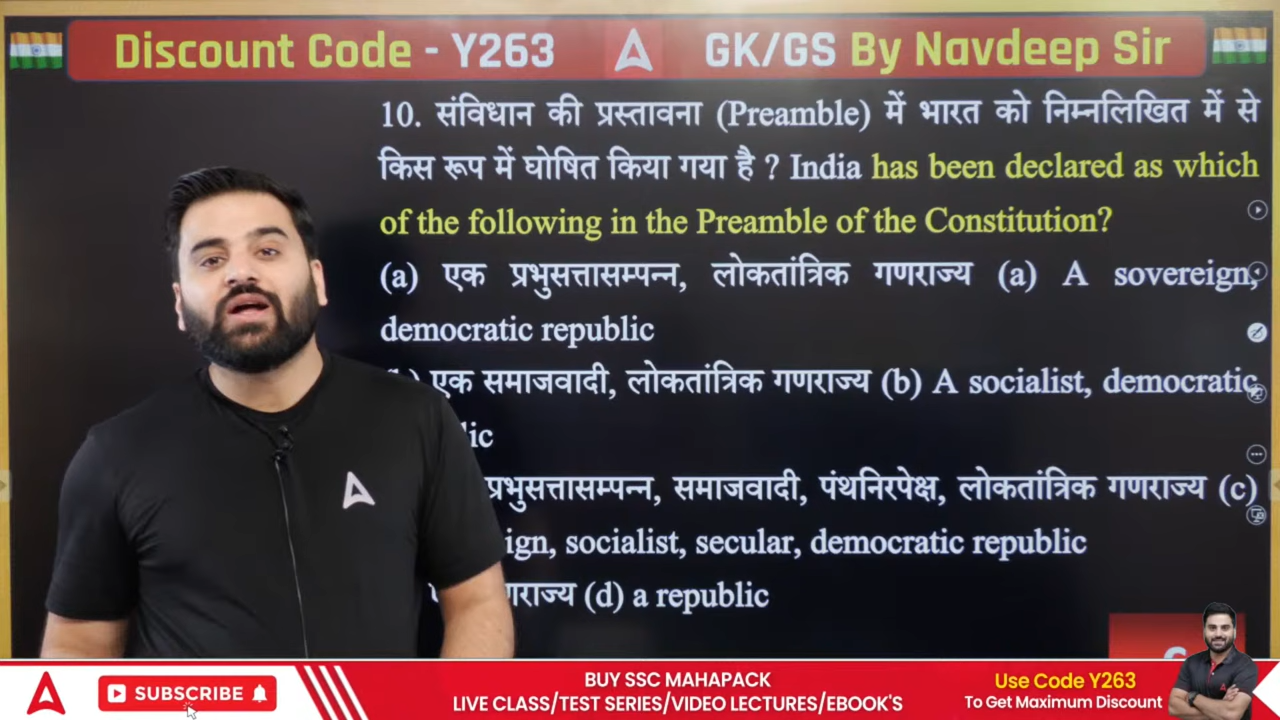 Discount Code - Y263 GK/GS By Navdeep Sir
10. संविधान की प्रस्तावना (Preamble) में भारत को निम्नलिखित में से
किस रूप में घोषित किया गया है ? India has been declared as which
of the following in the Preamble of the Constitution?
(a) एक प्रभुसत्तासम्पन्न, लोकतांत्रिक गणराज्य (a) A sovereign,
democratic republic
एक समाजवादी, लोकतांत्रिक गणराज्य (b) A socialist, democratic
प्रभुसत्तासम्पन्न, समाजवादी, पंथनिरपेक्ष, लोकतांत्रिक गणराज्य (c)
socialist, secular, democratic republic
(d) a republic
SUBSCRIBE
BUY SSC MAHAPACK
LIVE CLASS/TEST SERIES/VIDEO LECTURES/EBOOK'S
Use Code Y263
To Get Maximum Discount